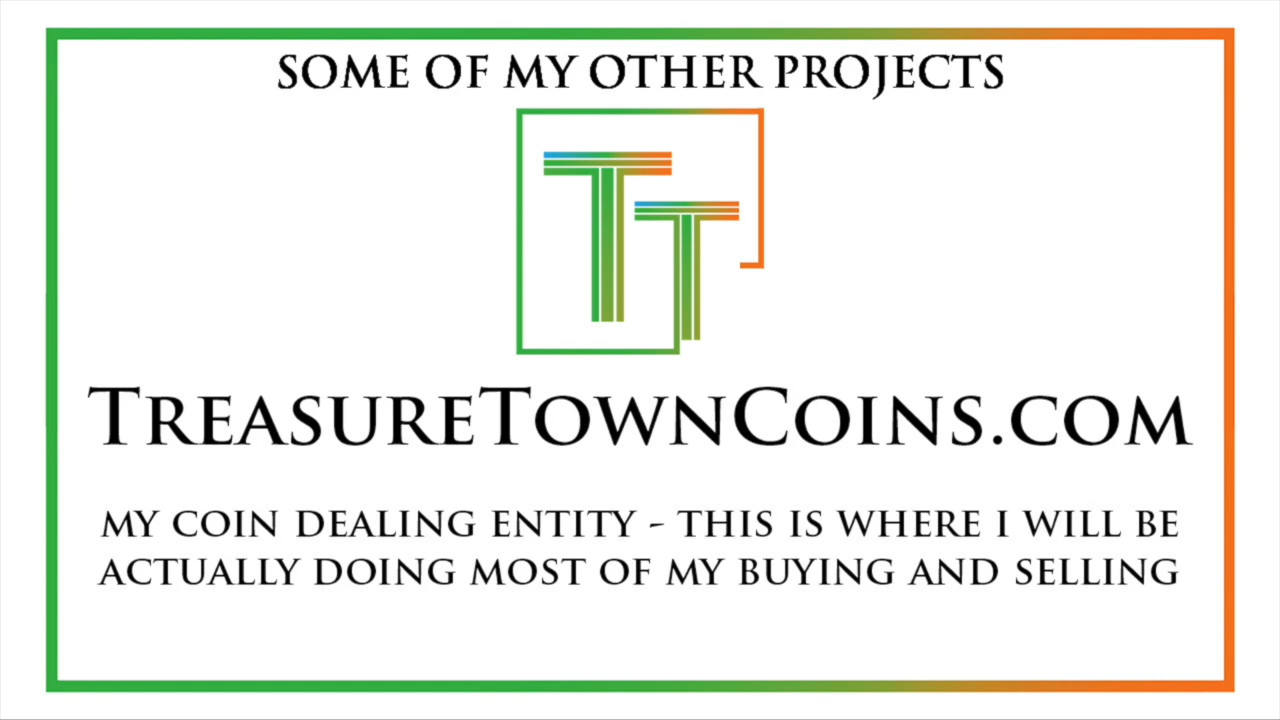 SOME OF MY OTHER PROJECTS
TT
TREASURETOWNCOINS.COM
MY COIN DEALING ENTITY - THIS IS WHERE I WILL BE
ACTUALLY DOING MOST OF MY BUYING AND SELLING